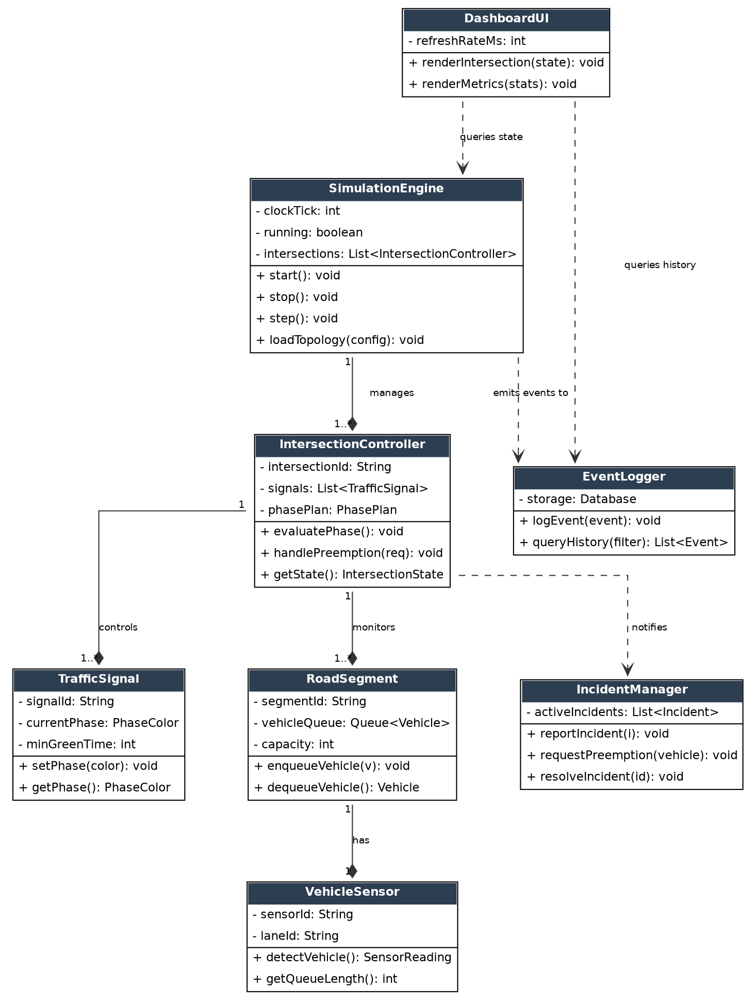 DashboardUI
- refreshRateMs: int
+ renderIntersection(state): void
+ renderMetrics(stats): void
queries state
SimulationEngine
- clockTick: int
- running: boolean
- intersections: List<IntersectionController>
+ start(): void
+ stop(): void
+ step(): void
+ loadTopology(config): void
queries history
1
manages
1..*
emits events to
IntersectionController
- intersectionId: String
- signals: List<TrafficSignal>
- phasePlan: PhasePlan
+ evaluatePhase(): void
+ handlePreemption(req): void
+ getState(): IntersectionState
EventLogger
- storage: Database
+ logEvent(event): void
+ queryHistory(filter): List<Event>
1
controls
1..*
1
monitors
1..*
notifies
TrafficSignal
- signalId: String
- currentPhase: PhaseColor
- minGreenTime: int
+ setPhase(color): void
+ getPhase(): PhaseColor
RoadSegment
- segmentId: String
- vehicleQueue: Queue<Vehicle>
- capacity: int
+ enqueueVehicle(v): void
+ dequeueVehicle(): Vehicle
IncidentManager
- activeIncidents: List<Incident>
+ reportIncident(i): void
+ requestPreemption(vehicle): void
+ resolveIncident(id): void
1
has
1
VehicleSensor
- sensorId: String
- laneId: String
+ detectVehicle(): SensorReading
+ getQueueLength(): int